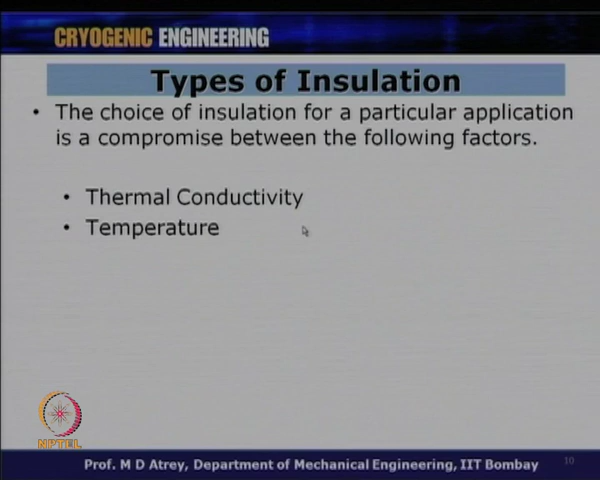 CRYOGENIC ENGINEERING
Types of Insulation
• The choice of insulation for a particular application
is a compromise between the following factors.
• Thermal Conductivity
• Temperature
NPTEL
Prof. M D Atrey, Department of Mechanical Engineering, IIT Bombay
10